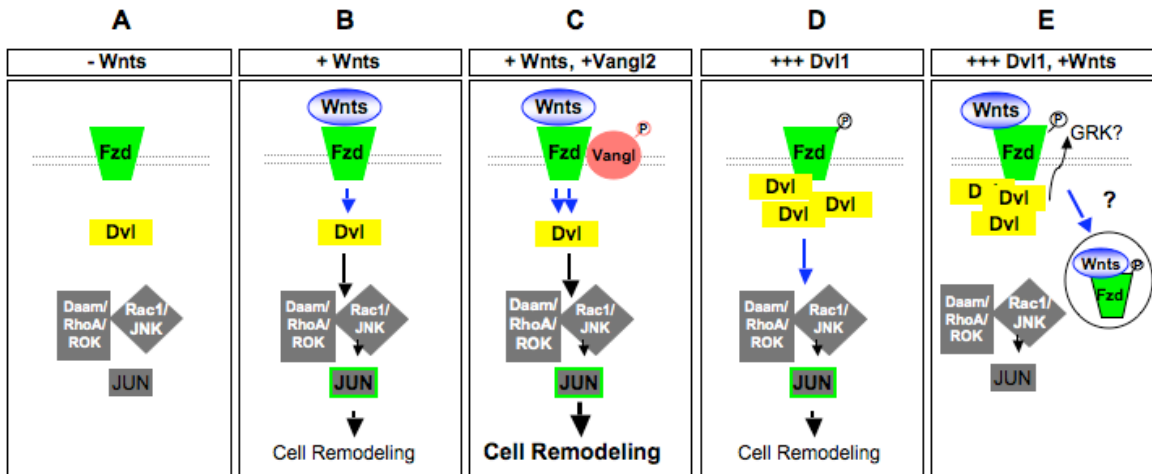 A
B
C
D
E
- Wnts
+ Wnts
+ Wnts, +Vangl2
+++ Dvl1
+++ Dvl1, +Wnts
Fzd
Dvl
Daam/
RhoA/
ROK
Rac1/
JNK
JUN
Wnts
Fzd
Dvl
Daam/
RhoA/
ROK
Rac1/
JNK
JUN
Cell Remodeling
Wnts
Fzd
P
Vangl
Dvl
Daam/
RhoA/
ROK
Rac1/
JNK
JUN
Cell Remodeling
P
Fzd
Dvl
Dvl
Dvl
Daam/
RhoA/
ROK
Rac1/
JNK
JUN
Cell Remodeling
Wnts
P
GRK?
Fzd
D
Dvl
Dvl
?
Wnts
P
Fzd
Daam/
RhoA/
ROK
Rac1/
JNK
JUN